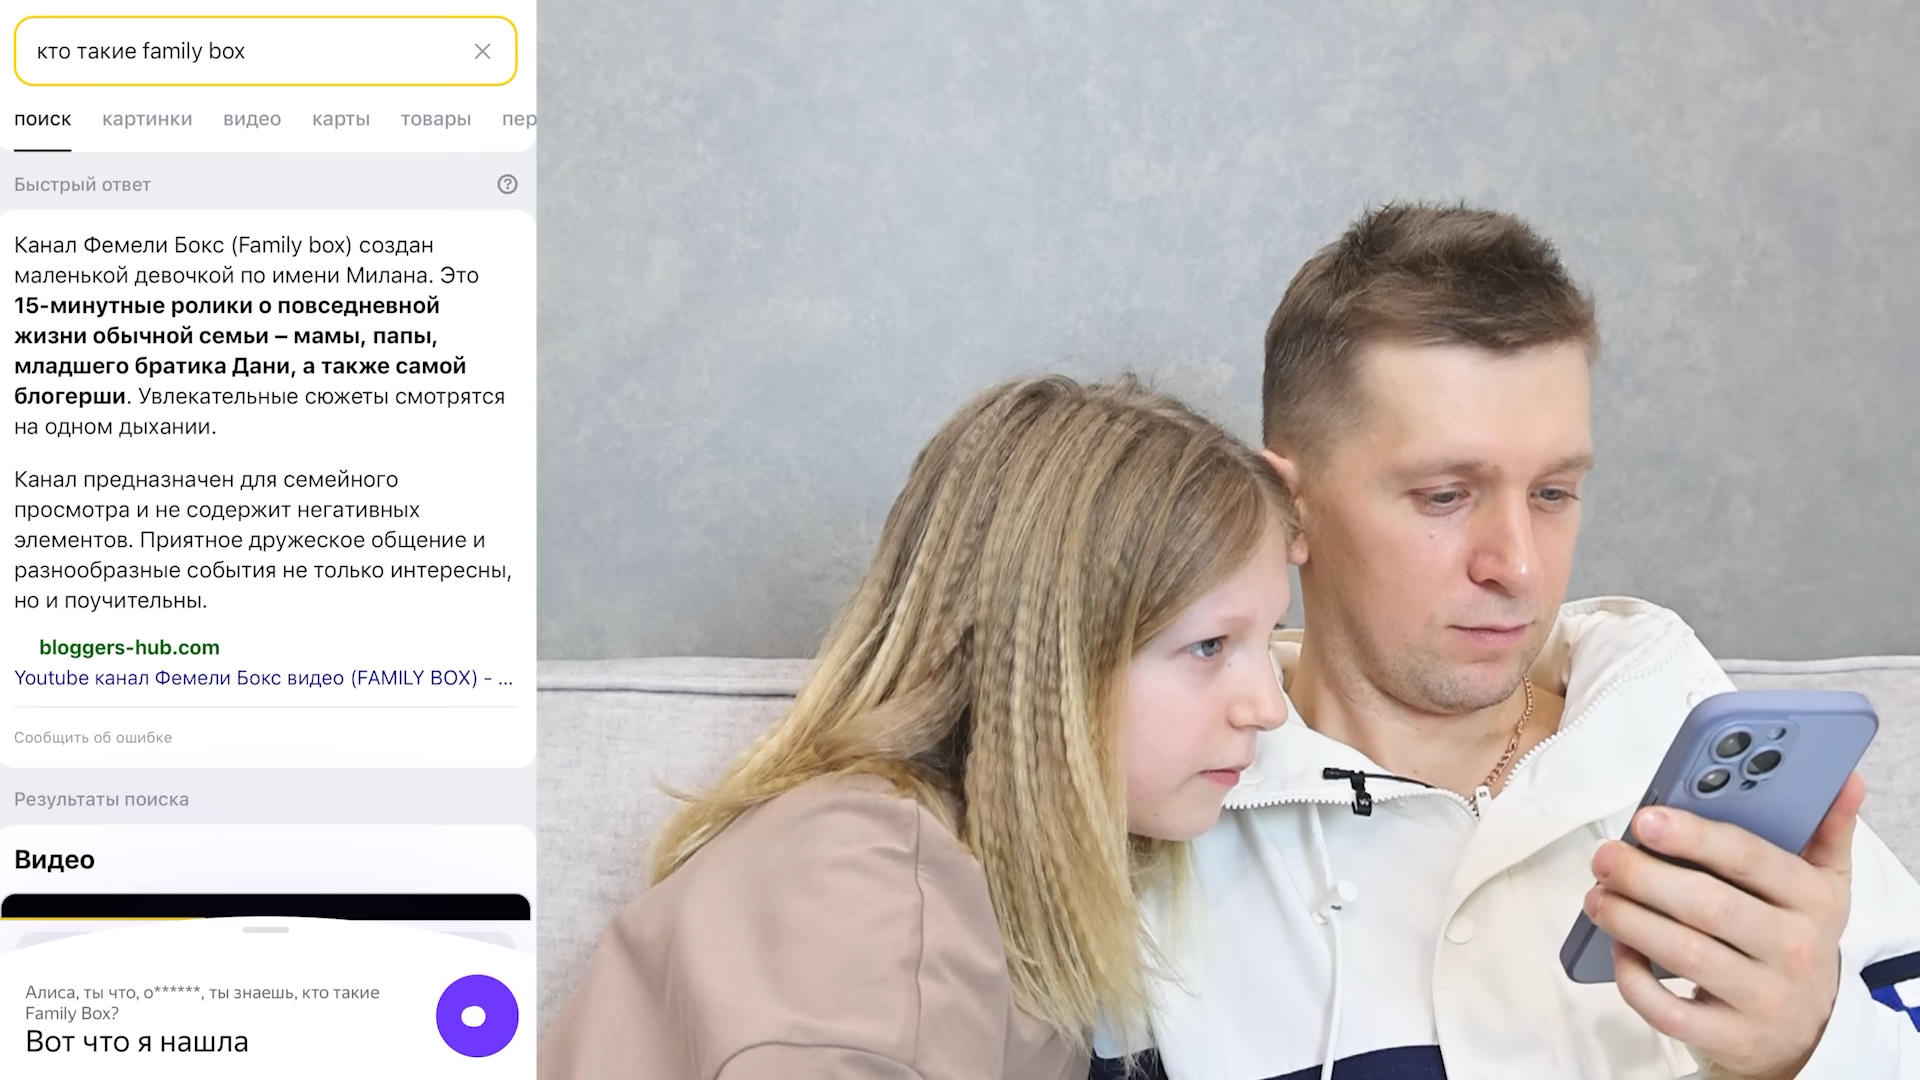 кто такие family box
поиск картинки видео карты товары пер
Быстрый ответ
Канал Фемели Бокс (Family box) создан
маленькой девочкой по имени Милана. Это
15-минутные ролики о повседневной
жизни обычной семьи – мамы, папы,
младшего братика Дани, а также самой
блогерши. Увлекательные сюжеты смотрятся
на одном дыхании.
Канал предназначен для семейного
просмотра и не содержит негативных
элементов. Приятное дружеское общение и
разнообразные события не только интересны,
но и поучительны.
bloggers-hub.com
Youtube канал Фемели Бокс видео (FAMILY BOX) - ...
Сообщить об ошибке
Результаты поиска
Видео
Алиса, ты что, о******, ты знаешь, кто такие
Family Box?
Вот что я нашла